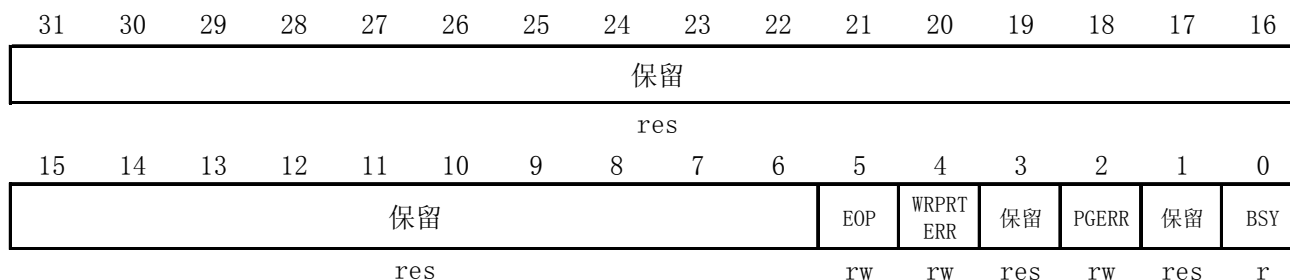 31 30 29 28 27 26 25 24 23 22 21 20 19 18 17 16
保留
res
15 14 13 12 11 10 9 8 7 6 5 4 3 2 1 0
保留 EOP WRPRT ERR 保留 PGERR 保留 BSY
res rw rw res rw res r